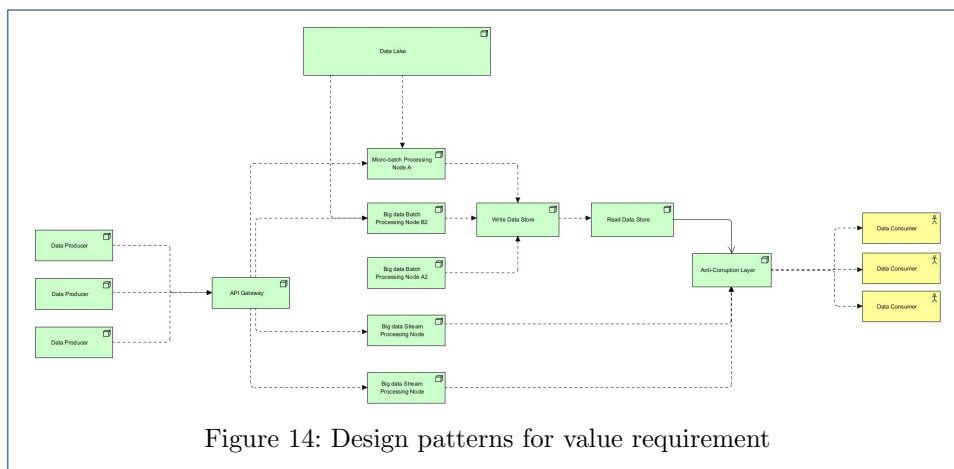 Data Lake
Micro-batch Processing
Node A
Big data Batch
Processing Node B2
Write Data Store
Read Data Store
Data Consumer
Data Producer
Big data Batch
Processing Node A2
Anti-Corruption Layer
Data Consumer
Data Producer
API Gateway
Data Consumer
Data Producer
Big data Stream
Processing Node
Big data Stream
Processing Node
Figure 14: Design patterns for value requirement